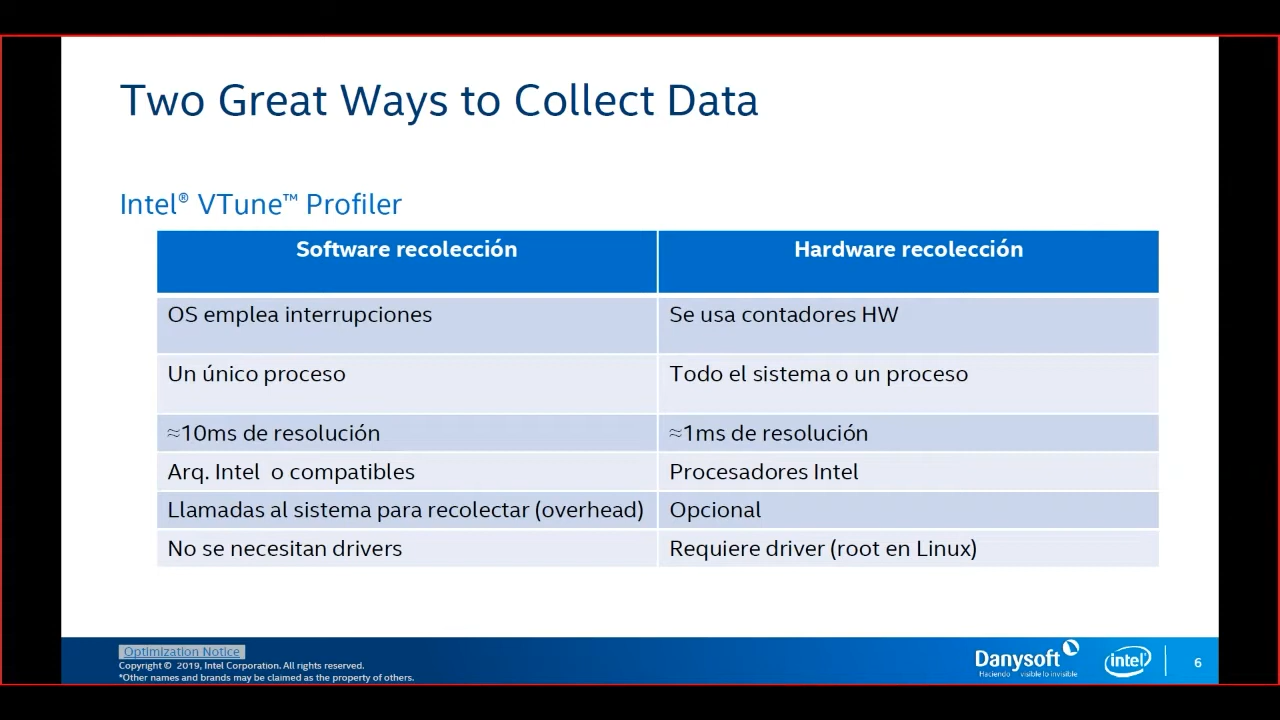 Two Great Ways to Collect Data
Intel® VTune™ Profiler
Software recolección
Hardware recolección
OS emplea interrupciones
Se usa contadores HW
Un único proceso
Todo el sistema o un proceso
≈10ms de resolución
≈1ms de resolución
Arq. Intel o compatibles
Procesadores Intel
Llamadas al sistema para recolectar (overhead)
Opcional
No se necesitan drivers
Requiere driver (root en Linux)
Optimization Notice
Copyright © 2019, Intel Corporation. All rights reserved.
*Other names and brands may be claimed as the property of others.
Danysoft
Haciendo visible lo invisible
intel
6